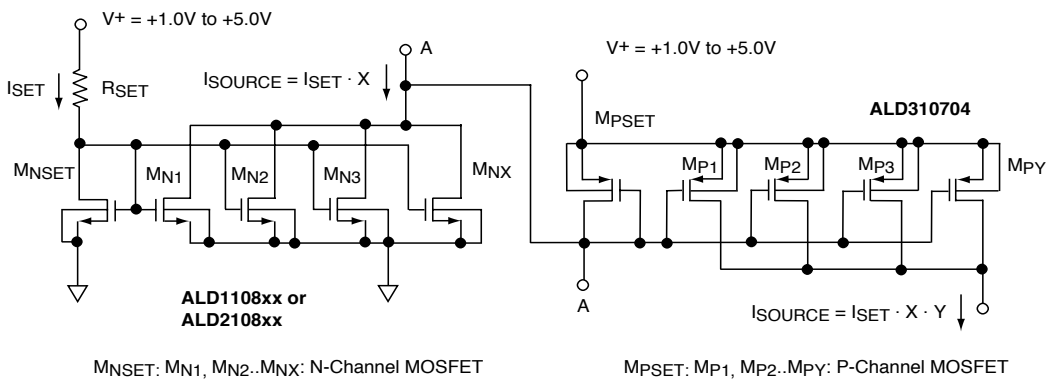 V+ = +1.0V to +5.0V
ISET
RSET
ISOURCE = ISET · X
A
MNSET
MN1
MN2
MN3
MNX
ALD1108xx or
ALD2108xx
MNSET: MN1, MN2..MNX: N-Channel MOSFET
V+ = +1.0V to +5.0V
MPSET
ALD310704
MP1
MP2
MP3
MPY
A
ISOURCE = ISET · X · Y
MPSET: MP1, MP2..MPY: P-Channel MOSFET